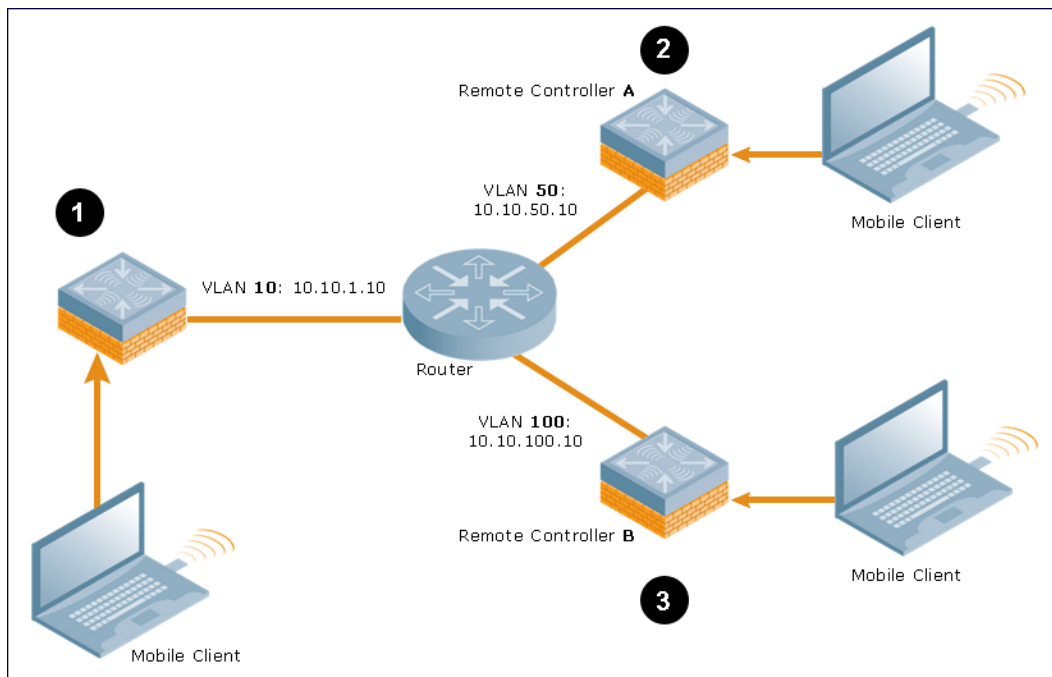 2
Remote Controller A
VLAN 50:
10.10.50.10
Mobile Client
1
VLAN 10: 10.10.1.10
Router
VLAN 100:
10.10.100.10
Remote Controller B
Mobile Client
3
Mobile Client